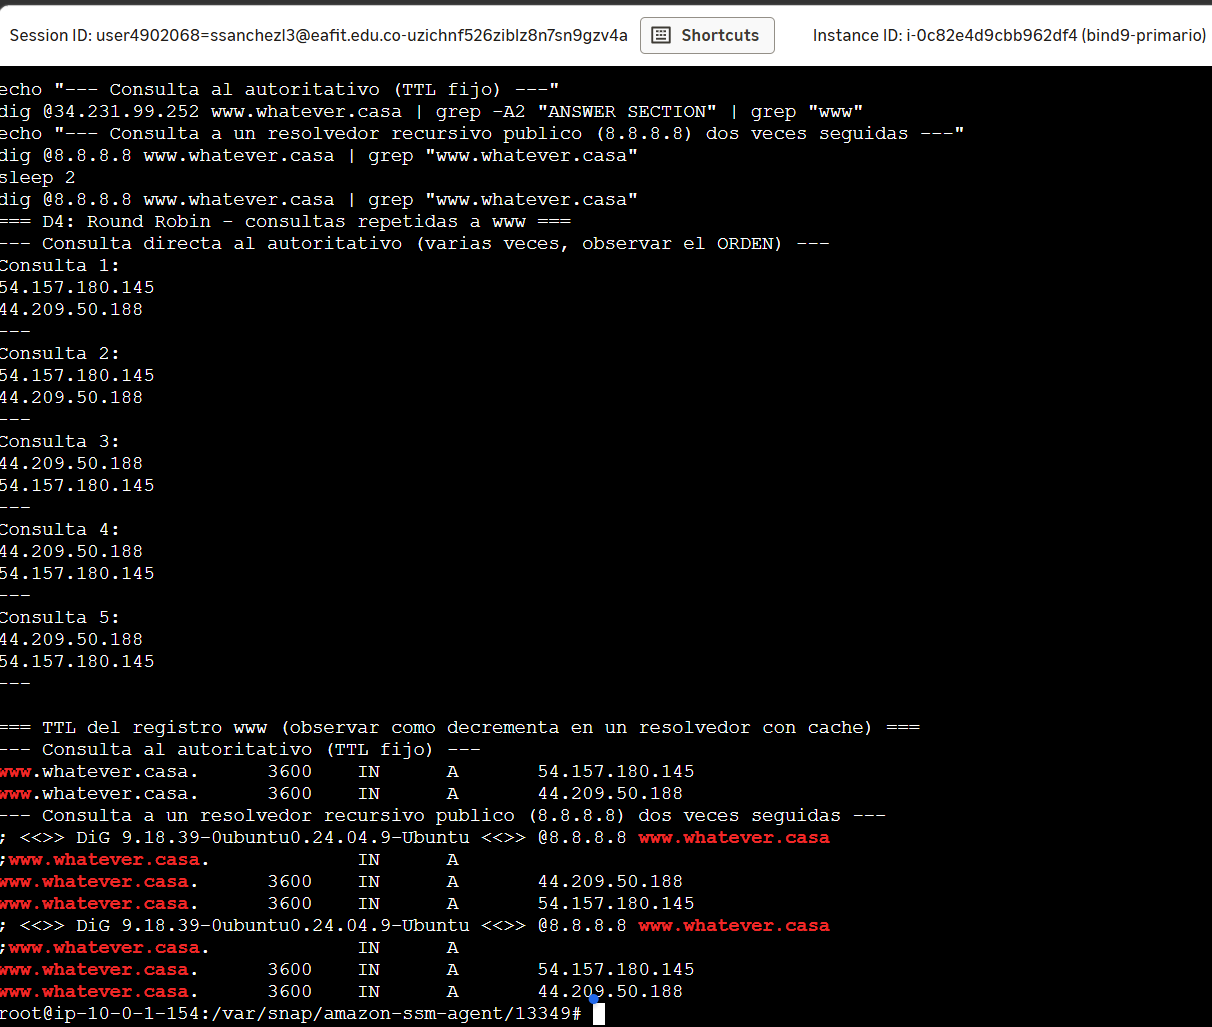 Session ID: user4902068=ssanchezl3@eafit.edu.co-uzichnf526ziblz8n7sn9gzv4a Shortcuts Instance ID: i-0c82e4d9cbb962df4 (bind9-primario)
echo "--- Consulta al autoritativo (TTL fijo) ---"
dig @34.231.99.252 www.whatever.casa | grep -A2 "ANSWER SECTION" | grep "www"
echo "--- Consulta a un resolvedor recursivo publico (8.8.8.8) dos veces seguidas ---"
dig @8.8.8.8 www.whatever.casa | grep "www.whatever.casa"
sleep 2
dig @8.8.8.8 www.whatever.casa | grep "www.whatever.casa"
=== D4: Round Robin - consultas repetidas a www ===
--- Consulta directa al autoritativo (varias veces, observar el ORDEN) ---
Consulta 1:
54.157.180.145
44.209.50.188
---
Consulta 2:
54.157.180.145
44.209.50.188
---
Consulta 3:
44.209.50.188
54.157.180.145
---
Consulta 4:
44.209.50.188
54.157.180.145
---
Consulta 5:
44.209.50.188
54.157.180.145
---
=== TTL del registro www (observar como decrementa en un resolvedor con cache) ===
--- Consulta al autoritativo (TTL fijo) ---
www.whatever.casa. 3600 IN A 54.157.180.145
www.whatever.casa. 3600 IN A 44.209.50.188
--- Consulta a un resolvedor recursivo publico (8.8.8.8) dos veces seguidas ---
; <<>> DiG 9.18.39-0ubuntu0.24.04.9-Ubuntu <<>> @8.8.8.8 www.whatever.casa
;www.whatever.casa. IN A
www.whatever.casa. 3600 IN A 44.209.50.188
www.whatever.casa. 3600 IN A 54.157.180.145
; <<>> DiG 9.18.39-0ubuntu0.24.04.9-Ubuntu <<>> @8.8.8.8 www.whatever.casa
;www.whatever.casa. IN A
www.whatever.casa. 3600 IN A 54.157.180.145
www.whatever.casa. 3600 IN A 44.209.50.188
root@ip-10-0-1-154:/var/snap/amazon-ssm-agent/13349#